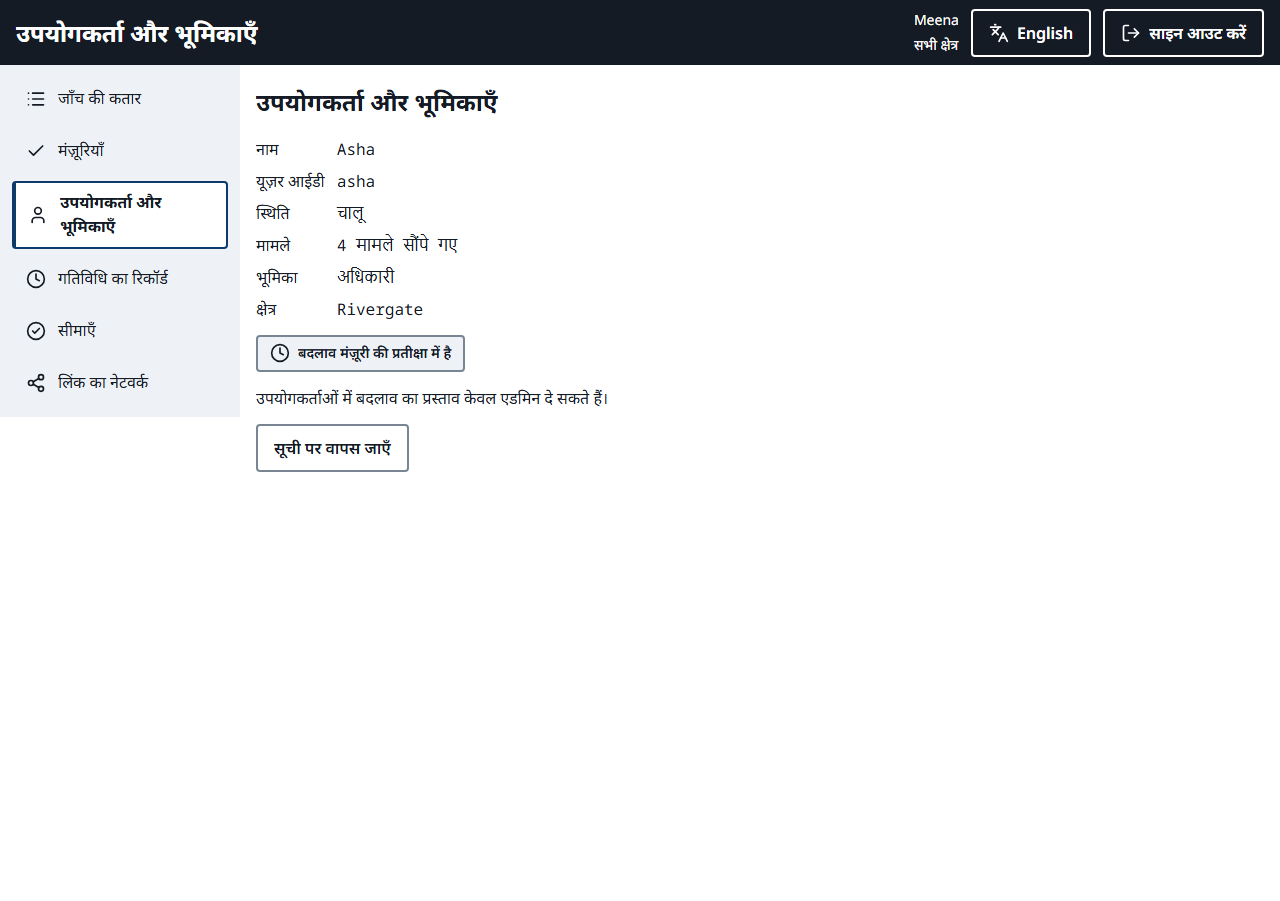 उपयोगकर्ता और भूमिकाएँ
Meena
सभी क्षेत्र
English
साइन आउट करें
जाँच की कतार
मंज़ूरियाँ
उपयोगकर्ता और
भूमिकाएँ
गतिविधि का रिकॉर्ड
सीमाएँ
लिंक का नेटवर्क
उपयोगकर्ता और भूमिकाएँ
नाम Asha
यूज़र आईडी asha
स्थिति चालू
मामले 4 मामले सौंपे गए
भूमिका अधिकारी
क्षेत्र Rivergate
बदलाव मंज़ूरी की प्रतीक्षा में है
उपयोगकर्ताओं में बदलाव का प्रस्ताव केवल एडमिन दे सकते हैं।
सूची पर वापस जाएँ